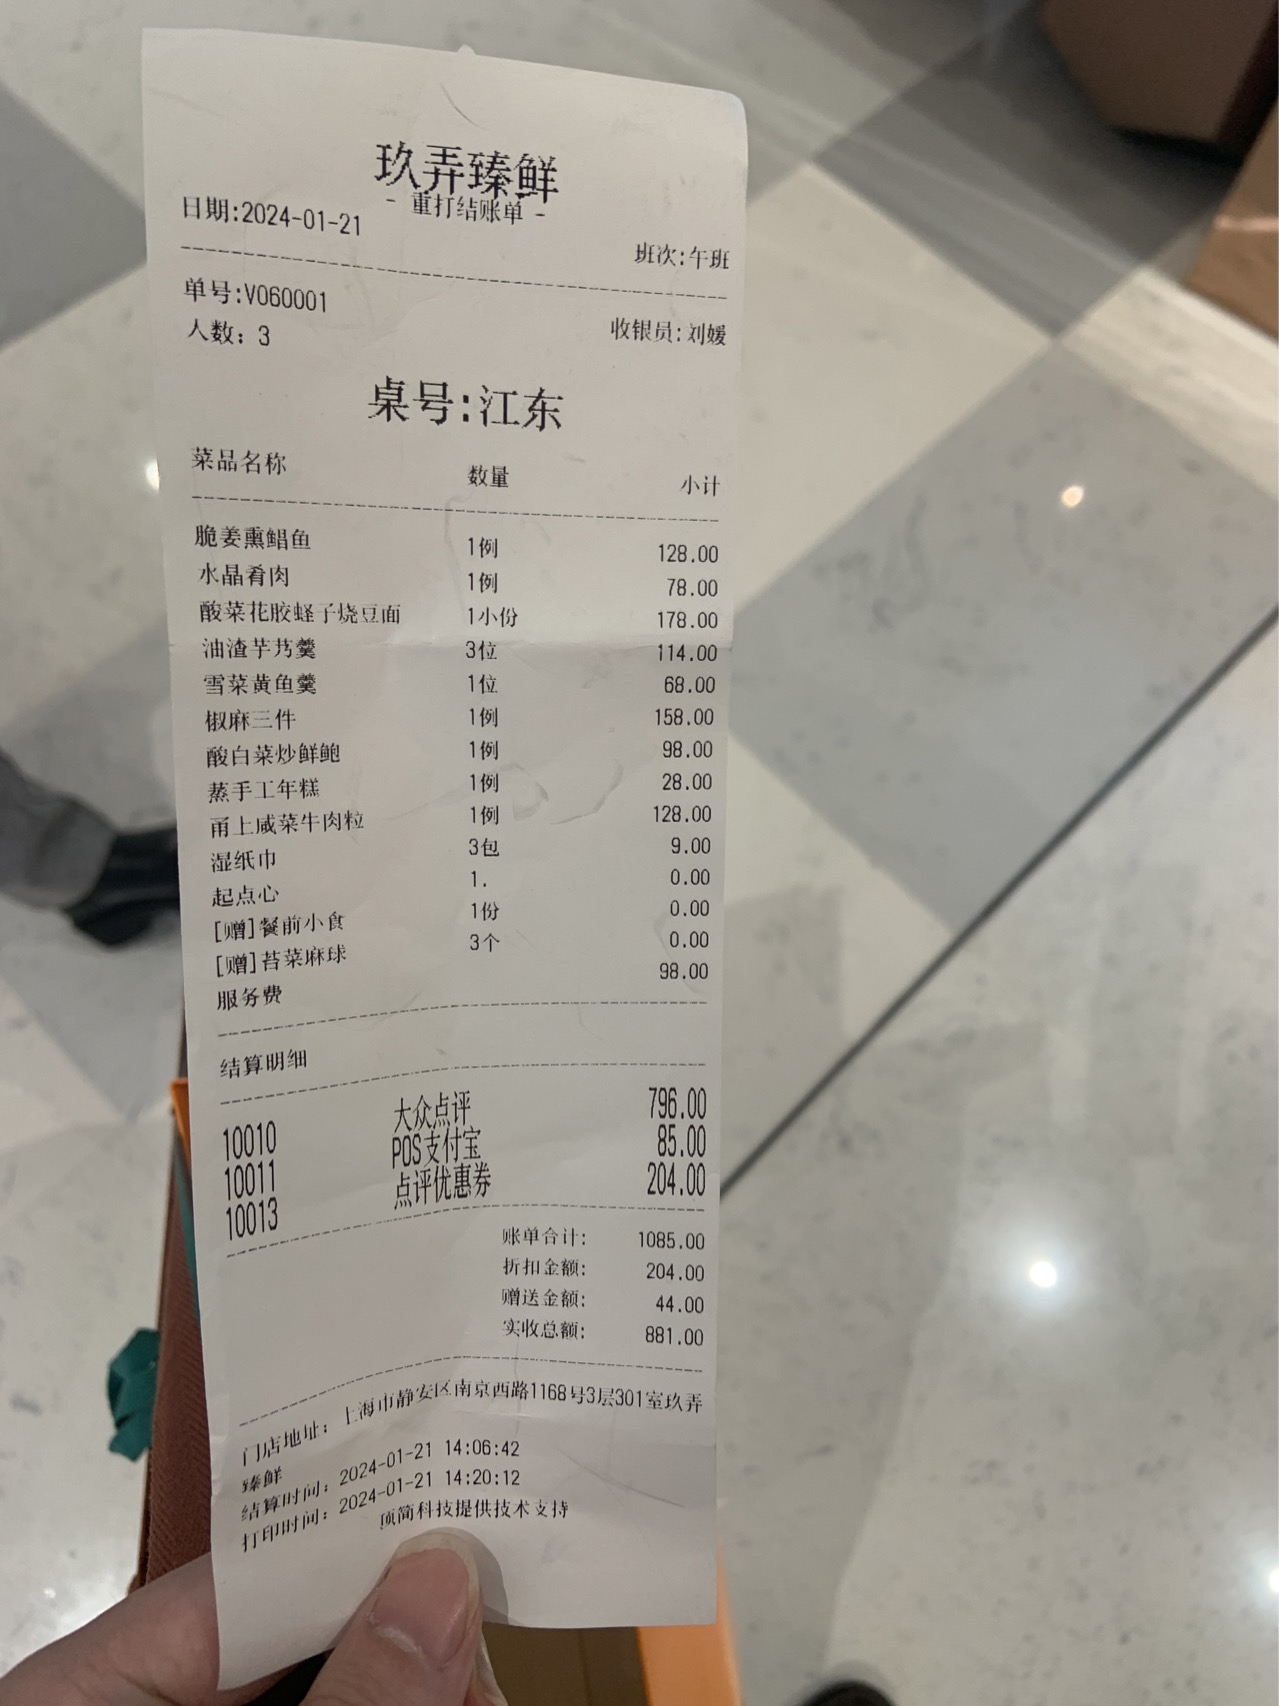 玖弄臻鲜
- 重打结账单 -
日期:2024-01-21 班次:午班
单号:V060001
人数: 3 收银员:刘媛
桌号:江东
菜品名称 数量 小计
脆姜熏鲳鱼 1例 128.00
水晶肴肉 1例 78.00
酸菜花胶蛏子烧豆面 1小份 178.00
油渣芋艿羹 3位 114.00
雪菜黄鱼羹 1位 68.00
椒麻三件 1例 158.00
酸白菜炒鲜鲍 1例 98.00
蒸手工年糕 1例 28.00
甬上咸菜牛肉粒 1例 128.00
湿纸巾 3包 9.00
起点心 1. 0.00
[赠]餐前小食 1份 0.00
[赠]苔菜麻球 3个 0.00
服务费 98.00
结算明细
10010 大众点评 796.00
10011 POS支付宝 85.00
10013 点评优惠券 204.00
账单合计: 1085.00
折扣金额: 204.00
赠送金额: 44.00
实收总额: 881.00
门店地址: 上海市静安区南京西路1168号3层301室玖弄
臻鲜
结算时间: 2024-01-21 14:06:42
打印时间: 2024-01-21 14:20:12
顶简科技提供技术支持